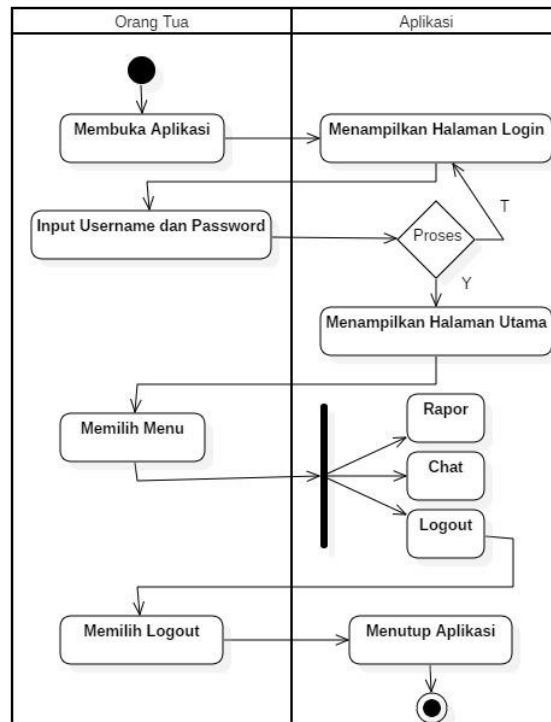 Orang Tua
Aplikasi
Membuka Aplikasi
Menampilkan Halaman Login
Input Username dan Password
Proses
T
Y
Menampilkan Halaman Utama
Memilih Menu
Rapor
Chat
Logout
Memilih Logout
Menutup Aplikasi